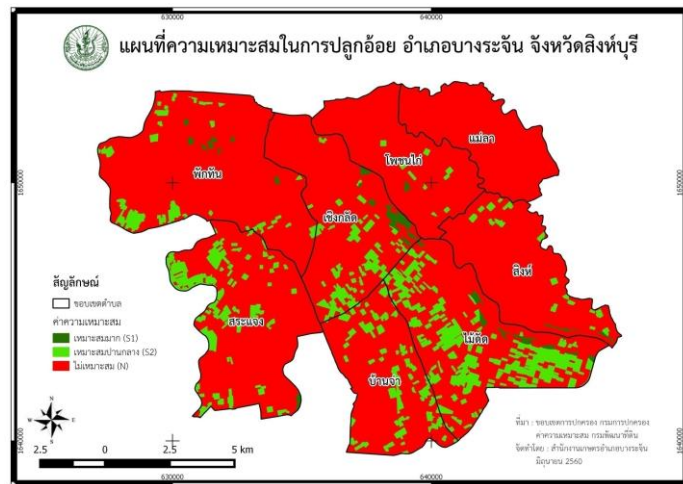 แผนที่ความเหมาะสมในการปลูกอ้อย อำเภอบางระจัน จังหวัดสิงห์บุรี
630000
640000
1650000
1650000
แม่ลา
โพชนไก่
พักทัน
เชิงกลัด
สิงห์
สระแจง
ไม้ดัด
บ้านจ่า
สัญลักษณ์
ขอบเขตตำบล
ค่าความเหมาะสม
เหมาะสมมาก (S1)
เหมาะสมปานกลาง (S2)
ไม่เหมาะสม (N)
N
W
E
S
2.5 0 2.5 5 km
ที่มา : ขอบเขตการปกครอง กรมการปกครอง
ค่าความเหมาะสม กรมพัฒนาที่ดิน
จัดทำโดย : สำนักงานเกษตรอำเภอบางระจัน
มิถุนายน 2560
1640000
1640000
630000
640000